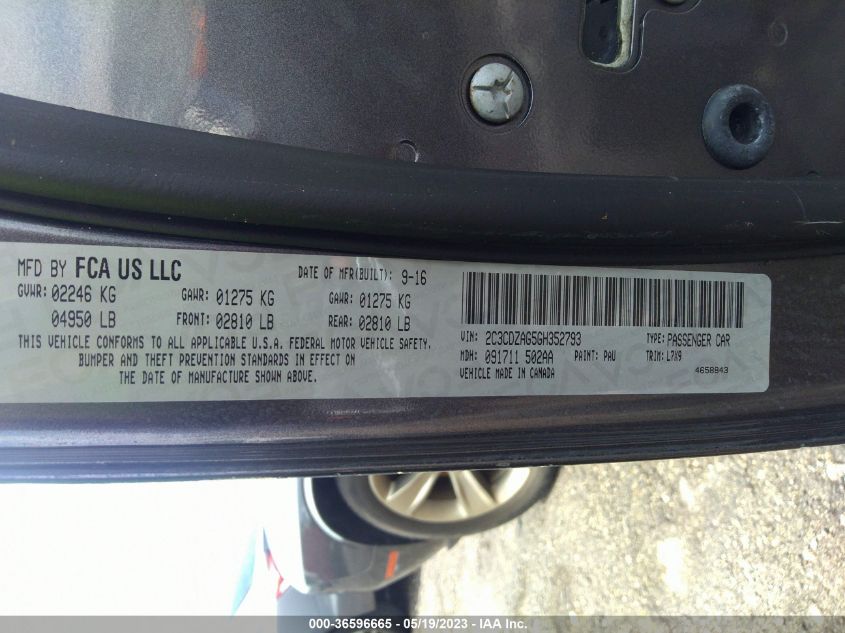 MFD BY FCA US LLC DATE OF MFR(BUILT): 9-16
GVWR: 02246 KG GAWR: 01275 KG GAWR: 01275 KG
04950 LB FRONT: 02810 LB REAR: 02810 LB
THIS VEHICLE CONFORMS TO ALL APPLICABLE U.S.A. FEDERAL MOTOR VEHICLE SAFETY,
BUMPER AND THEFT PREVENTION STANDARDS IN EFFECT ON
THE DATE OF MANUFACTURE SHOWN ABOVE.
VIN: 2C3CDZAG5GH352793 TYPE: PASSENGER CAR
MDH: 091711 502AA PAINT: PAU TRIM: L7X9
VEHICLE MADE IN CANADA 4658843
000-36596665 - 05/19/2023 - IAA Inc.